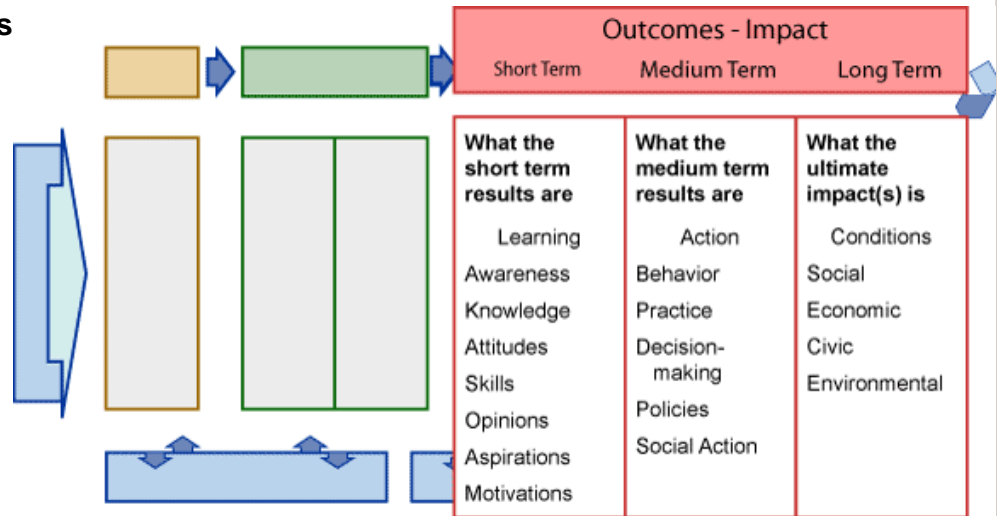 s
Outcomes - Impact
Short Term Medium Term Long Term
What the
short term
results are
Learning
Awareness
Knowledge
Attitudes
Skills
Opinions
Aspirations
Motivations
What the
medium term
results are
Action
Behavior
Practice
Decision-
making
Policies
Social Action
What the
ultimate
impact(s) is
Conditions
Social
Economic
Civic
Environmental